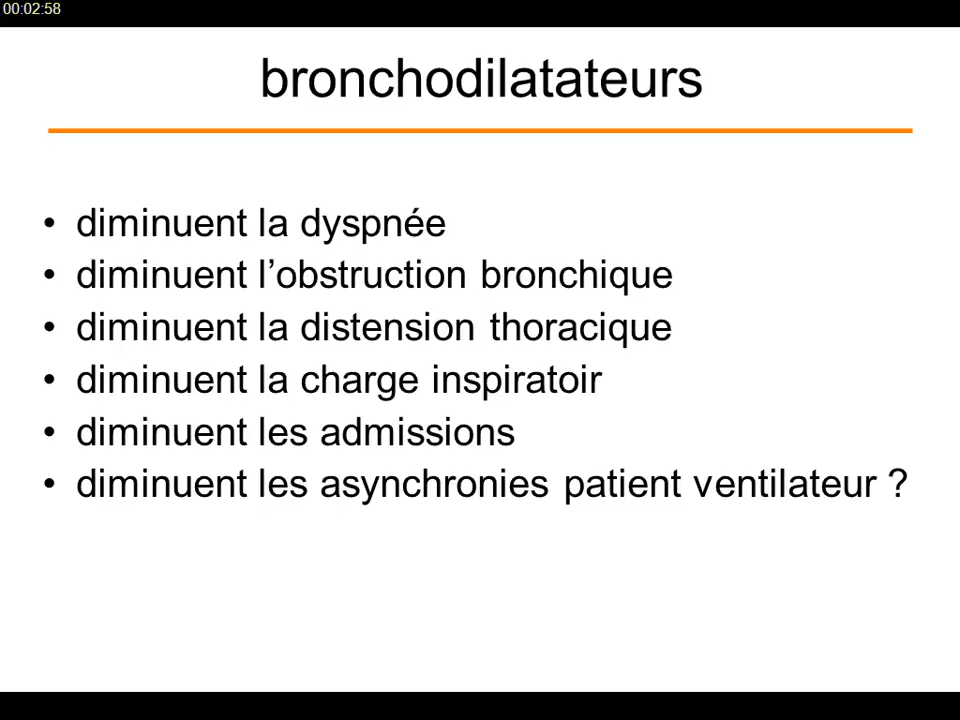 00:02:58
bronchodilatateurs
• diminuent la dyspnée
• diminuent l’obstruction bronchique
• diminuent la distension thoracique
• diminuent la charge inspiratoir
• diminuent les admissions
• diminuent les asynchronies patient ventilateur ?